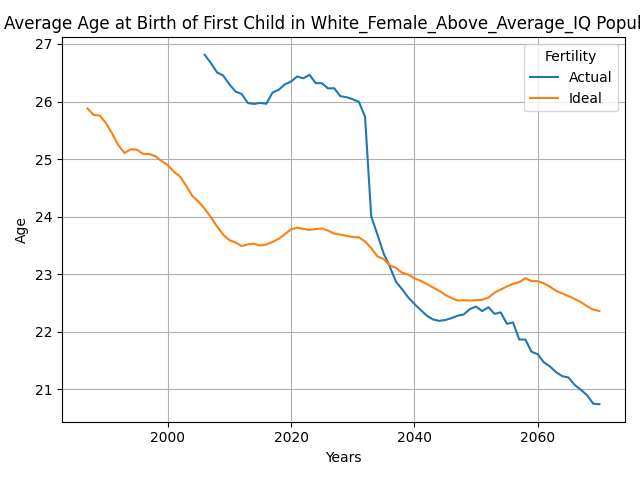 Average Age at Birth of First Child in White_Female_Above_Average_IQ Popul
27
26
25
24
23
22
21
Age
Fertility
Actual
Ideal
2000 2020 2040 2060
Years